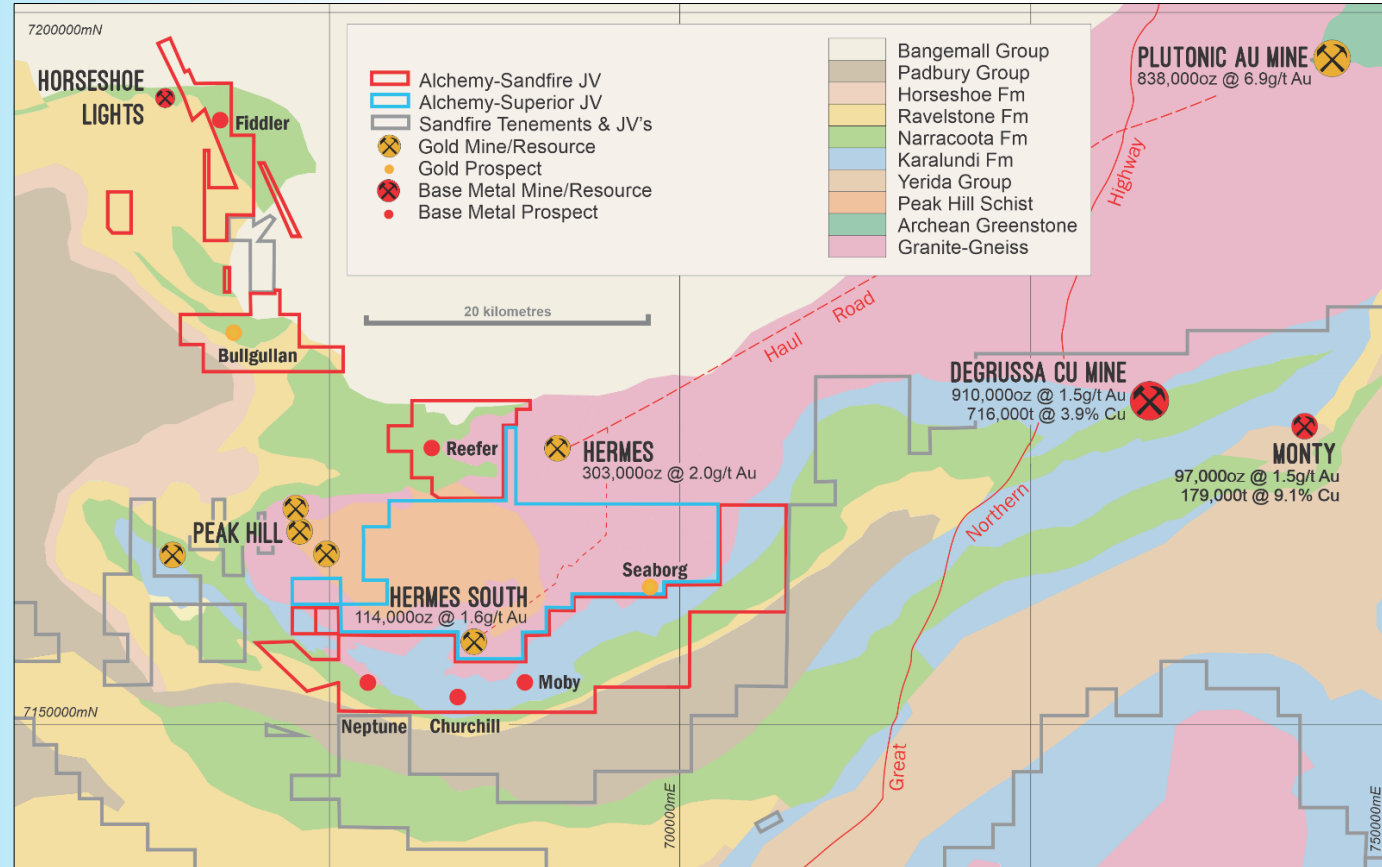 7200000mN
HORSESHOE
LIGHTS
Fiddler
Alchemy-Sandfire JV
Alchemy-Superior JV
Sandfire Tenements & JV's
Gold Mine/Resource
Gold Prospect
Base Metal Mine/Resource
Base Metal Prospect
Bangemall Group
Padbury Group
Horseshoe Fm
Ravelstone Fm
Narracoota Fm
Karalundi Fm
Yerida Group
Peak Hill Schist
Archean Greenstone
Granite-Gneiss
PLUTONIC AU MINE
838,000oz @ 6.9g/t Au
Highway
20 kilometres
Haul Road
Bullgullan
DEGRUSSA CU MINE
910,000oz @ 1.5g/t Au
716,000t @ 3.9% Cu
Reefer
HERMES
303,000oz @ 2.0g/t Au
MONTY
97,000oz @ 1.5g/t Au
179,000t @ 9.1% Cu
Northern
PEAK HILL
Seaborg
HERMES SOUTH
114,000oz @ 1.6g/t Au
Moby
Neptune
Churchill
7150000mN
Great
700000mE
750000mE